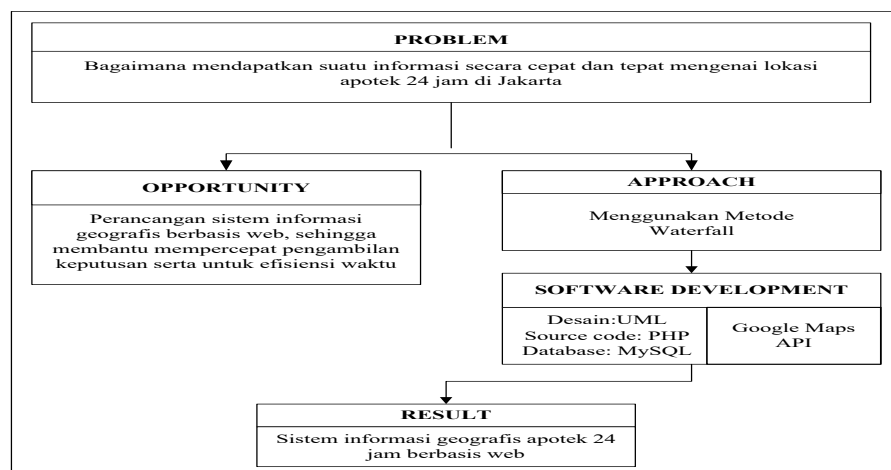 PROBLEM
Bagaimana mendapatkan suatu informasi secara cepat dan tepat mengenai lokasi
apotek 24 jam di Jakarta
OPPORTUNITY
Perancangan sistem informasi
geografis berbasis web, sehingga
membantu mempercepat pengambilan
keputusan serta untuk efisiensi waktu
APPROACH
Menggunakan Metode
Waterfall
SOFTWARE DEVELOPMENT
Desain:UML
Source code: PHP
Database: MySQL
Google Maps
API
RESULT
Sistem informasi geografis apotek 24
jam berbasis web